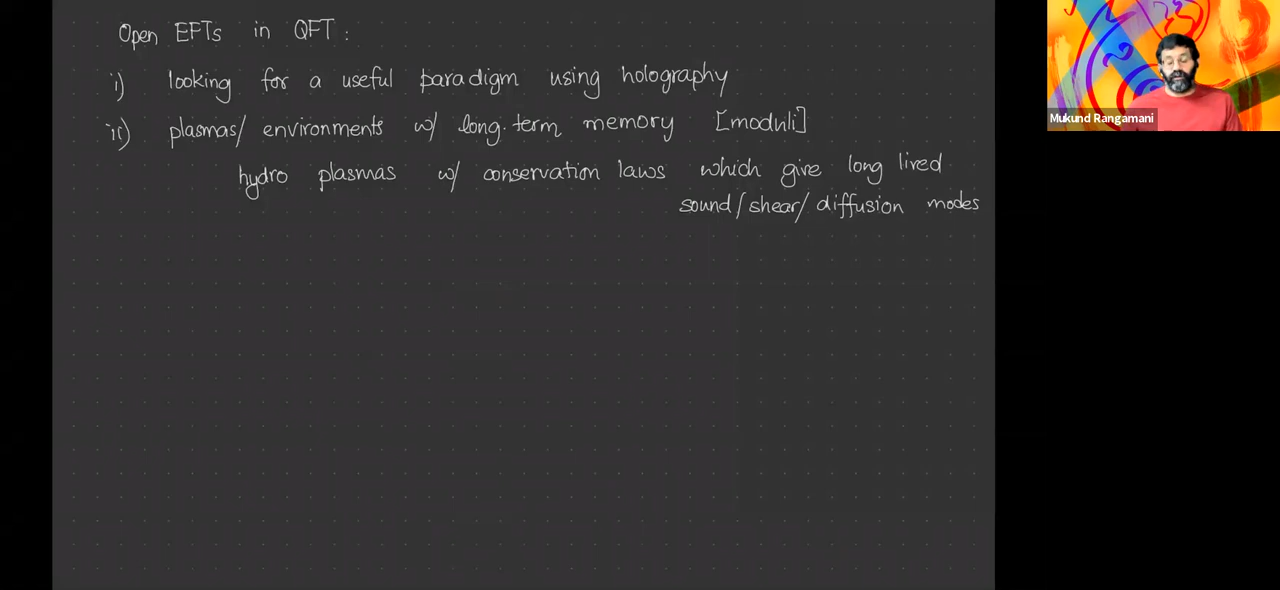 Open EFTs in QFT :
i) looking for a useful paradigm using holography
ii) plasmas/ environments w/ long-term memory [moduli]
hydro plasmas w/ conservation laws which give long lived
sound/shear/diffusion modes
Mukund Rangamani